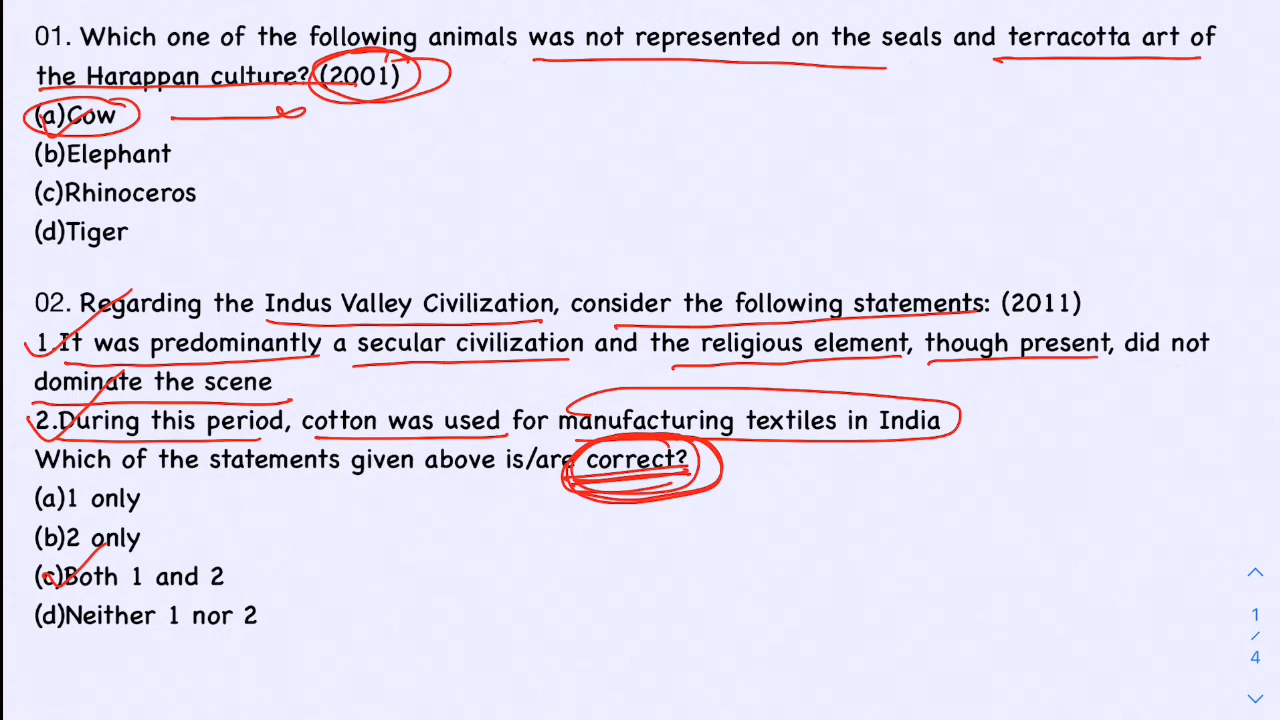 01. Which one of the following animals was not represented on the seals and terracotta art of
the Harappan culture? (2001)
(a)Cow
(b)Elephant
(c)Rhinoceros
(d)Tiger
02. Regarding the Indus Valley Civilization, consider the following statements: (2011)
1.It was predominantly a secular civilization and the religious element, though present, did not
dominate the scene
2.During this period, cotton was used for manufacturing textiles in India
Which of the statements given above is/are correct?
(a)1 only
(b)2 only
(c)Both 1 and 2
(d)Neither 1 nor 2
1
/
4